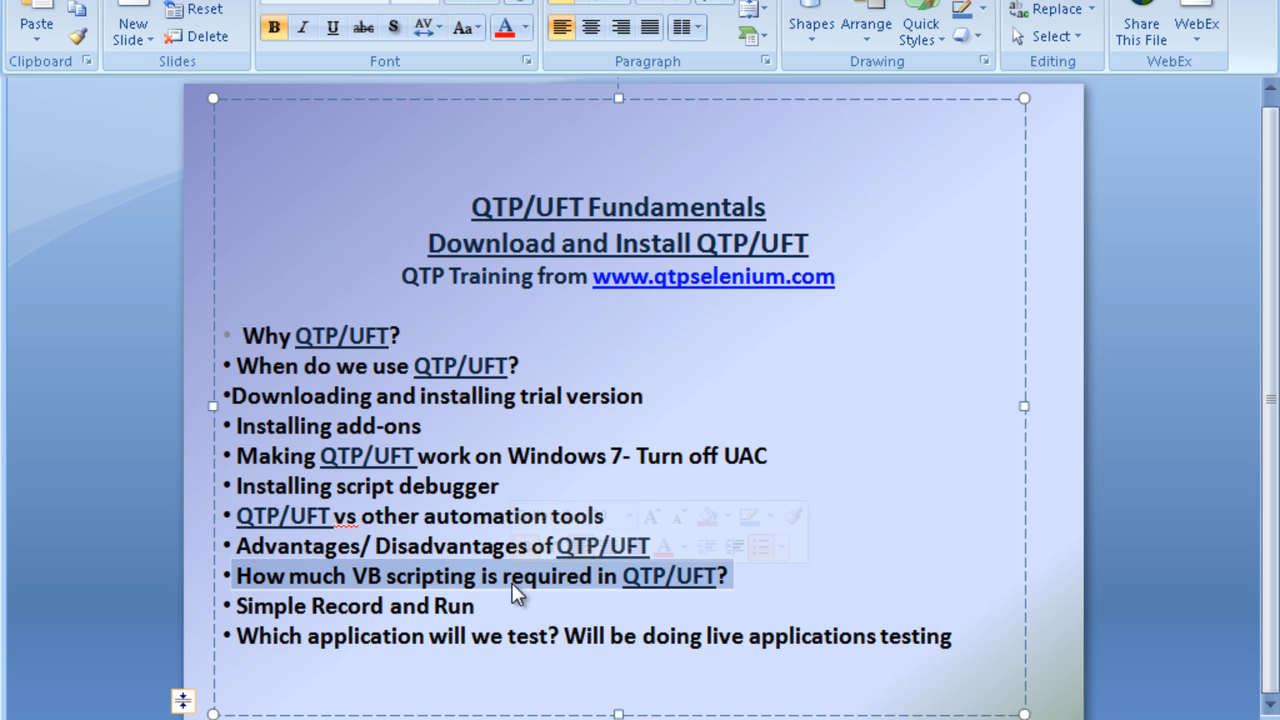 Paste
New
Slide
Reset
Delete
B I U abc S AV Aa A
Shapes Arrange Quick
Styles
Replace
Select
Share
This File
WebEx
Clipboard
Slides
Font
Paragraph
Drawing
Editing
WebEx
QTP/UFT Fundamentals
Download and Install QTP/UFT
QTP Training from www.qtpselenium.com
• Why QTP/UFT?
• When do we use QTP/UFT?
•Downloading and installing trial version
• Installing add-ons
• Making QTP/UFT work on Windows 7- Turn off UAC
• Installing script debugger
• QTP/UFT vs other automation tools
• Advantages/ Disadvantages of QTP/UFT
• How much VB scripting is required in QTP/UFT?
• Simple Record and Run
• Which application will we test? Will be doing live applications testing